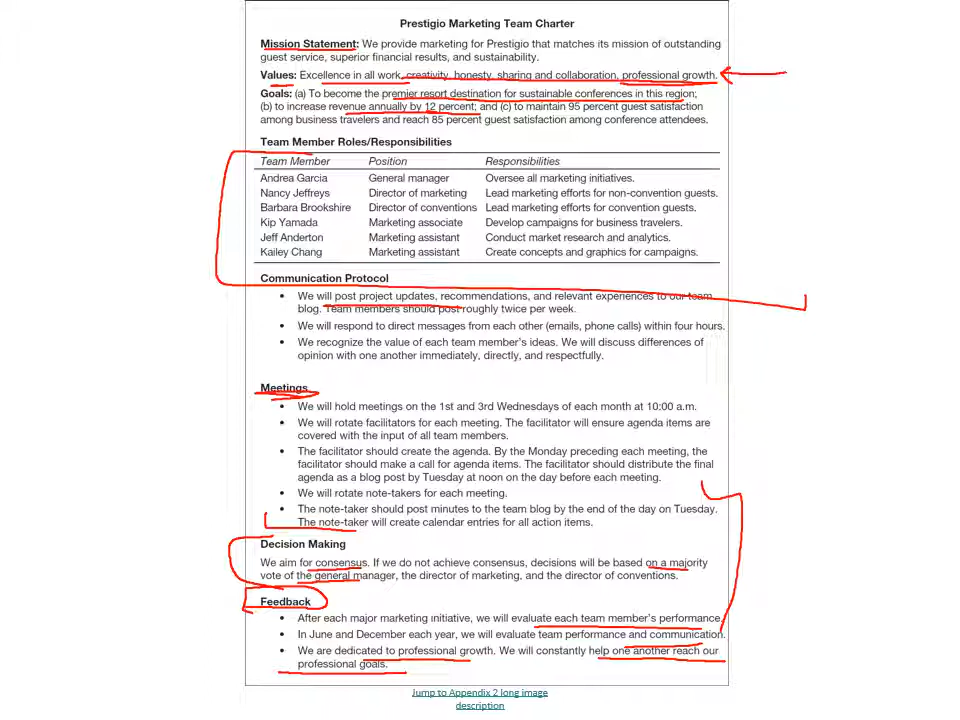 Prestigio Marketing Team Charter
Mission Statement: We provide marketing for Prestigio that matches its mission of outstanding
guest service, superior financial results, and sustainability.
Values: Excellence in all work, creativity, honesty, sharing and collaboration, professional growth.
Goals: (a) To become the premier resort destination for sustainable conferences in this region;
(b) to increase revenue annually by 12 percent; and (c) to maintain 95 percent guest satisfaction
among business travelers and reach 85 percent guest satisfaction among conference attendees.
Team Member Roles/Responsibilities
Team Member Position Responsibilities
Andrea Garcia General manager Oversee all marketing initiatives.
Nancy Jeffreys Director of marketing Lead marketing efforts for non-convention guests.
Barbara Brookshire Director of conventions Lead marketing efforts for convention guests.
Kip Yamada Marketing associate Develop campaigns for business travelers.
Jeff Anderton Marketing assistant Conduct market research and analytics.
Kailey Chang Marketing assistant Create concepts and graphics for campaigns.
Communication Protocol
• We will post project updates, recommendations, and relevant experiences to our team
blog. Team members should post roughly twice per week.
• We will respond to direct messages from each other (emails, phone calls) within four hours.
• We recognize the value of each team member's ideas. We will discuss differences of
opinion with one another immediately, directly, and respectfully.
Meetings
• We will hold meetings on the 1st and 3rd Wednesdays of each month at 10:00 a.m.
• We will rotate facilitators for each meeting. The facilitator will ensure agenda items are
covered with the input of all team members.
• The facilitator should create the agenda. By the Monday preceding each meeting, the
facilitator should make a call for agenda items. The facilitator should distribute the final
agenda as a blog post by Tuesday at noon on the day before each meeting.
• We will rotate note-takers for each meeting.
• The note-taker should post minutes to the team blog by the end of the day on Tuesday.
The note-taker will create calendar entries for all action items.
Decision Making
We aim for consensus. If we do not achieve consensus, decisions will be based on a majority
vote of the general manager, the director of marketing, and the director of conventions.
Feedback
• After each major marketing initiative, we will evaluate each team member's performance.
• In June and December each year, we will evaluate team performance and communication.
• We are dedicated to professional growth. We will constantly help one another reach our
professional goals.
Jump to Appendix 2 long image
description